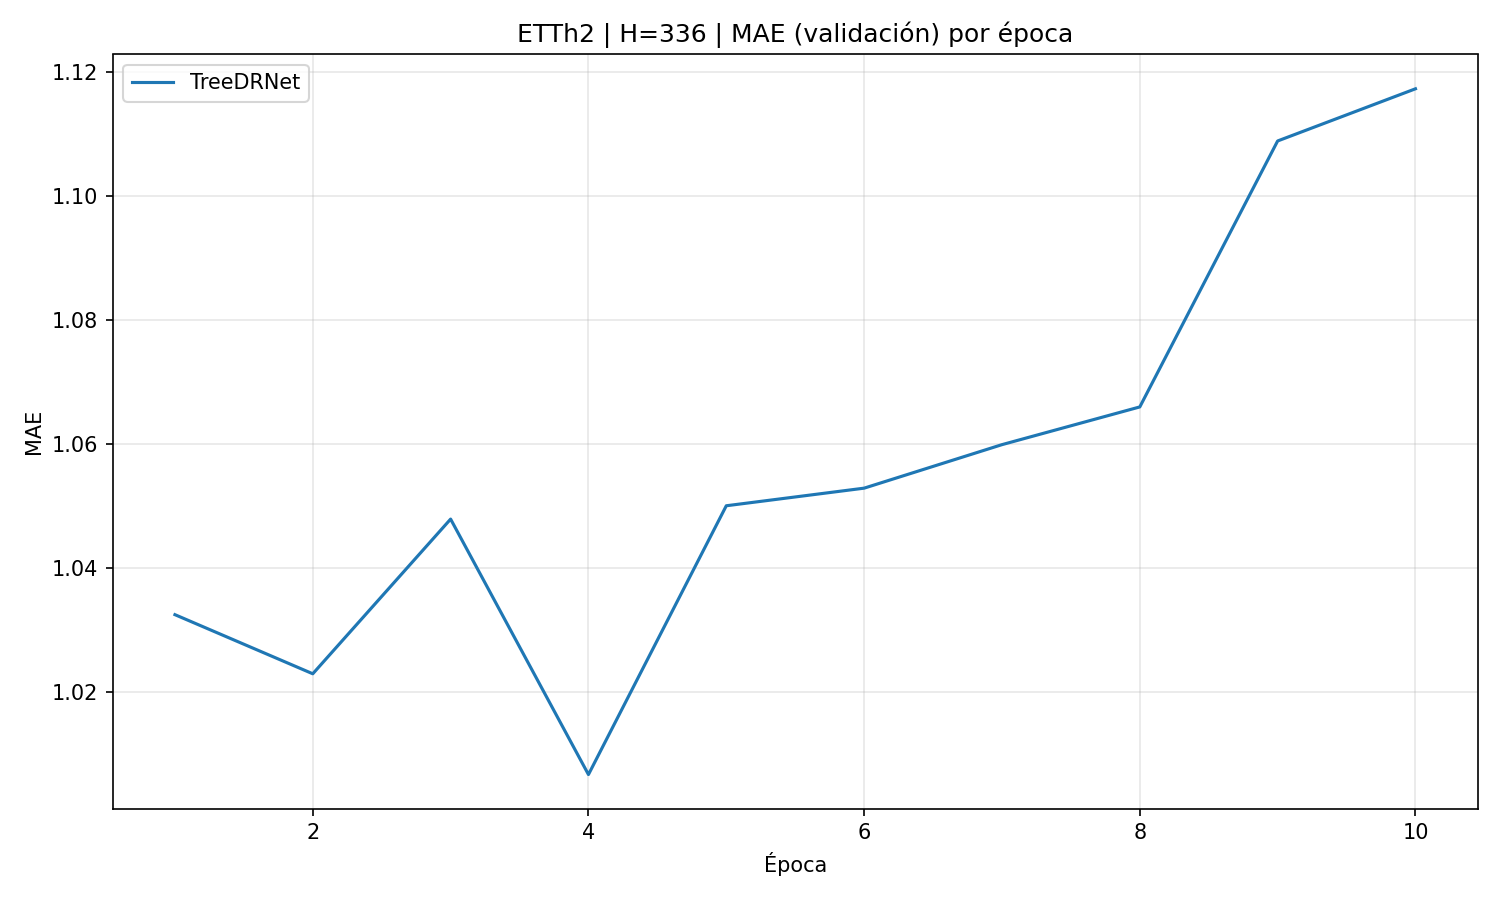 ETTh2 | H=336 | MAE (validación) por época
TreeDRNet
1.12
1.10
1.08
1.06
1.04
1.02
MAE
2 4 6 8 10
Época